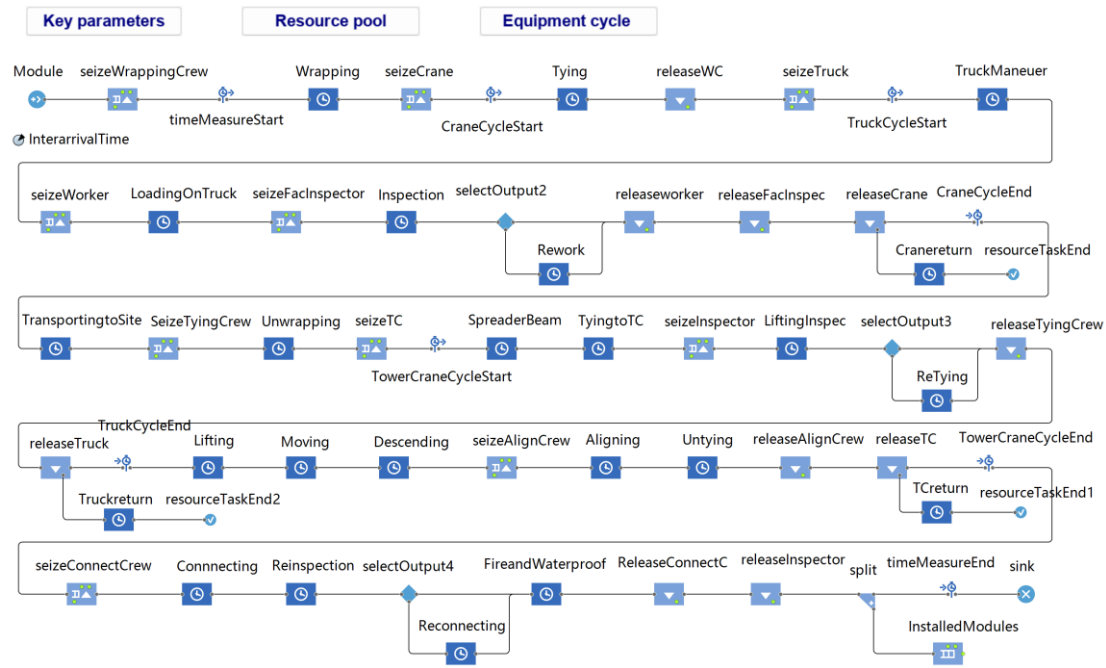 Key parameters
Resource pool
Equipment cycle
Module
seizeWrappingCrew
Wrapping
seizeCrane
Tying
releaseWC
seizeTruck
TruckManeuer
timeMeasureStart
CraneCycleStart
TruckCycleStart
InterarrivalTime
seizeWorker
LoadingOnTruck
seizeFacInspector
Inspection
selectOutput2
releaseworker
releaseFacInspec
releaseCrane
CraneCycleEnd
Rework
Cranereturn
resourceTaskEnd
TransportingtoSite
SeizeTyingCrew
Unwrapping
seizeTC
SpreaderBeam
TyingtoTC
seizeInspector
LiftingInspec
selectOutput3
releaseTyingCrew
TowerCraneCycleStart
ReTying
TruckCycleEnd
releaseTruck
Lifting
Moving
Descending
seizeAlignCrew
Aligning
Untying
releaseAlignCrew
releaseTC
TowerCraneCycleEnd
Truckreturn
resourceTaskEnd2
TCreturn
resourceTaskEnd1
seizeConnectCrew
Connnecting
Reinspection
selectOutput4
FireandWaterproof
ReleaseConnectC
releaseInspector
split
timeMeasureEnd
sink
Reconnecting
InstalledModules